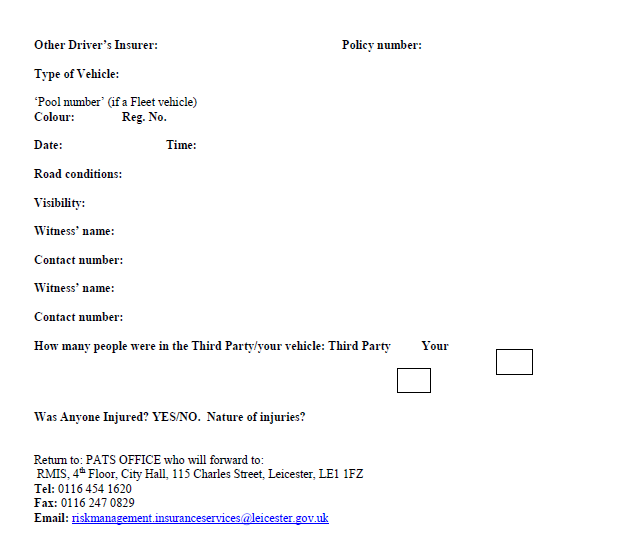 Other Driver's Insurer: Policy number:
Type of Vehicle:
'Pool number' (if a Fleet vehicle)
Colour: Reg. No.
Date: Time:
Road conditions:
Visibility:
Witness' name:
Contact number:
Witness' name:
Contact number:
How many people were in the Third Party/your vehicle: Third Party Your
Was Anyone Injured? YES/NO. Nature of injuries?
Return to: PATS OFFICE who will forward to:
RMIS, 4th Floor, City Hall, 115 Charles Street, Leicester, LE1 1FZ
Tel: 0116 454 1620
Fax: 0116 247 0829
Email: riskmanagement.insuranceservices@leicester.gov.uk